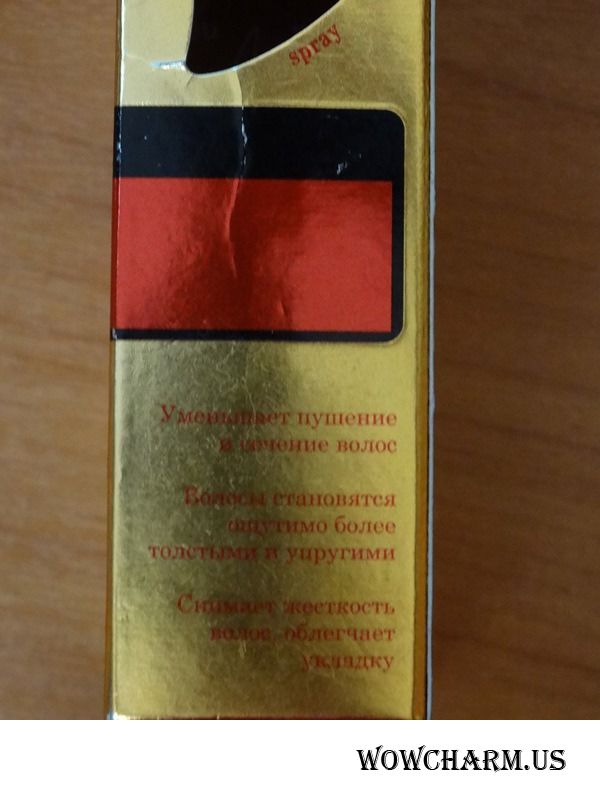 spray
Уменьшает пушение
и сечение волос
Волосы становятся
ощутимо более
толстыми и упругими
Снимает жесткость
волос, облегчает
укладку
WOWCHARM.US